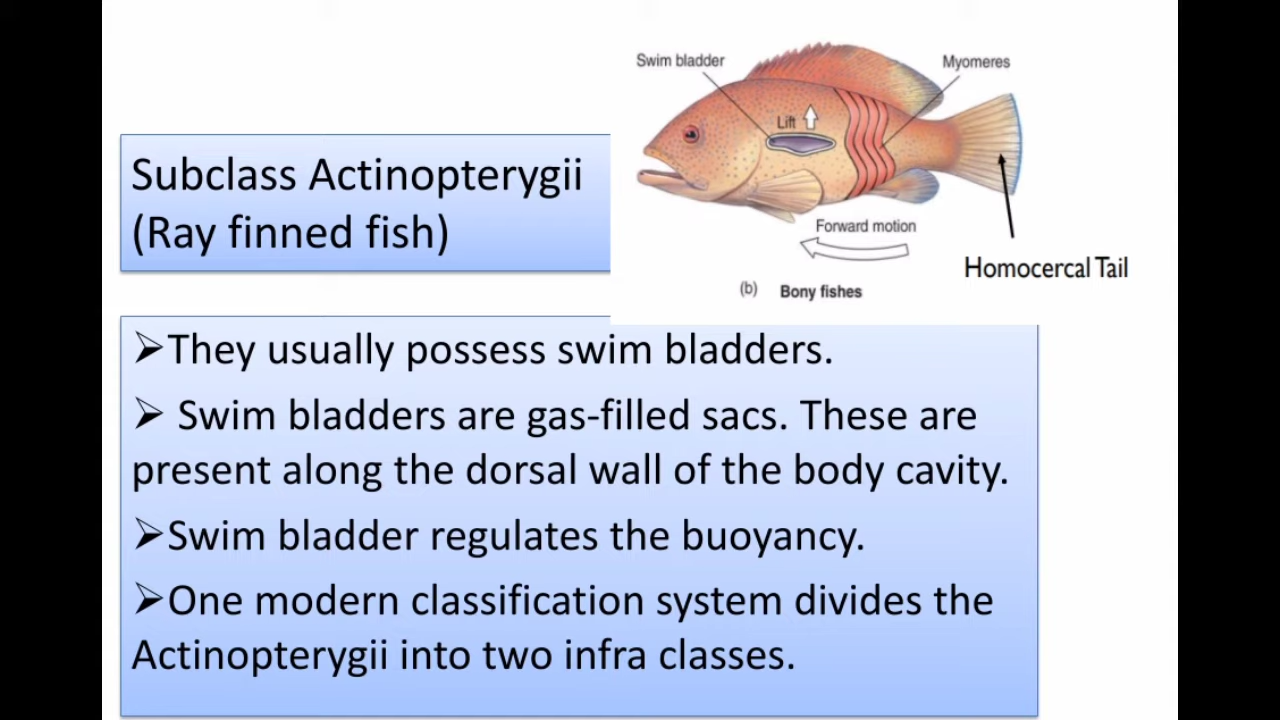 Swim bladder
Myomeres
Lift
Subclass Actinopterygii
(Ray finned fish)
Forward motion
Homocercal Tail
(b) Bony fishes
➢They usually possess swim bladders.
➢ Swim bladders are gas-filled sacs. These are
present along the dorsal wall of the body cavity.
➢Swim bladder regulates the buoyancy.
➢One modern classification system divides the
Actinopterygii into two infra classes.